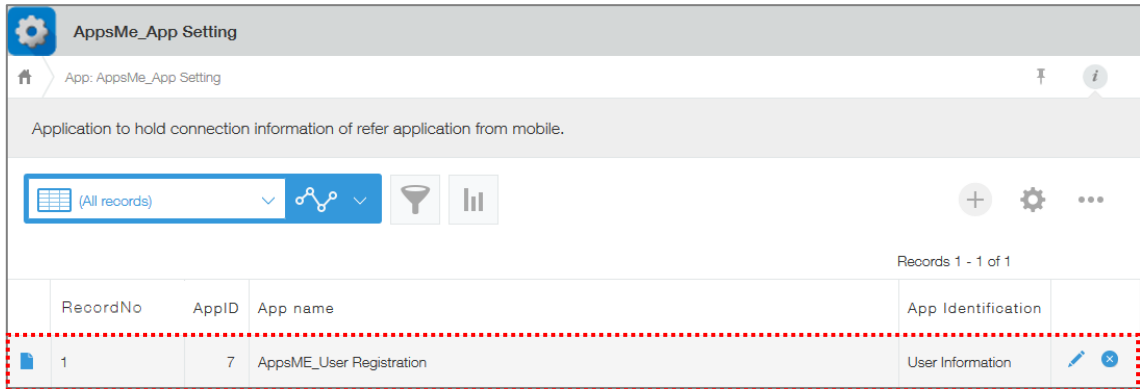 AppsMe_App Setting
App: AppsMe_App Setting
i
Application to hold connection information of refer application from mobile.
(All records)
Records 1 - 1 of 1
RecordNo AppID App name App Identification
1 7 AppsME_User Registration User Information